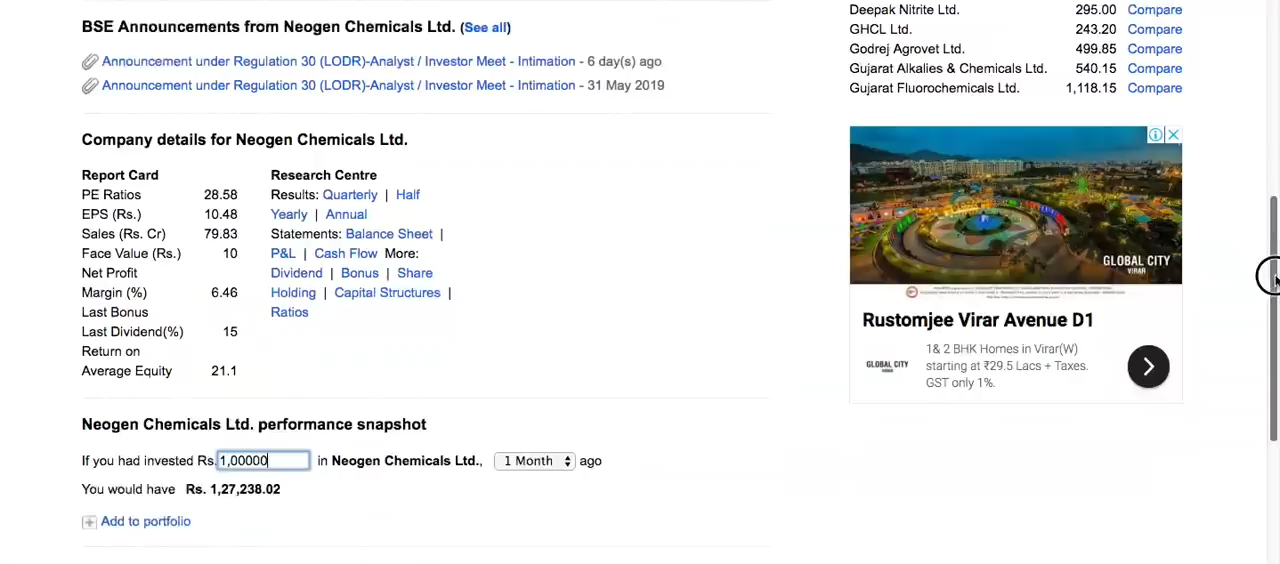 BSE Announcements from Neogen Chemicals Ltd. (See all)
Announcement under Regulation 30 (LODR)-Analyst / Investor Meet - Intimation - 6 day(s) ago
Announcement under Regulation 30 (LODR)-Analyst / Investor Meet - Intimation - 31 May 2019
Company details for Neogen Chemicals Ltd.
Report Card
PE Ratios 28.58
EPS (Rs.) 10.48
Sales (Rs. Cr) 79.83
Face Value (Rs.) 10
Net Profit
Margin (%) 6.46
Last Bonus
Last Dividend(%) 15
Return on
Average Equity 21.1
Research Centre
Results: Quarterly | Half
Yearly | Annual
Statements: Balance Sheet |
P&L | Cash Flow More:
Dividend | Bonus | Share
Holding | Capital Structures |
Ratios
Neogen Chemicals Ltd. performance snapshot
If you had invested Rs. 1,00000 in Neogen Chemicals Ltd., 1 Month ago
You would have Rs. 1,27,238.02
Add to portfolio
Deepak Nitrite Ltd. 295.00 Compare
GHCL Ltd. 243.20 Compare
Godrej Agrovet Ltd. 499.85 Compare
Gujarat Alkalies & Chemicals Ltd. 540.15 Compare
Gujarat Fluorochemicals Ltd. 1,118.15 Compare
GLOBAL CITY
VIRAR
Rustomjee Virar Avenue D1
GLOBAL CITY
1& 2 BHK Homes in Virar(W)
starting at ₹29.5 Lacs + Taxes.
GST only 1%.